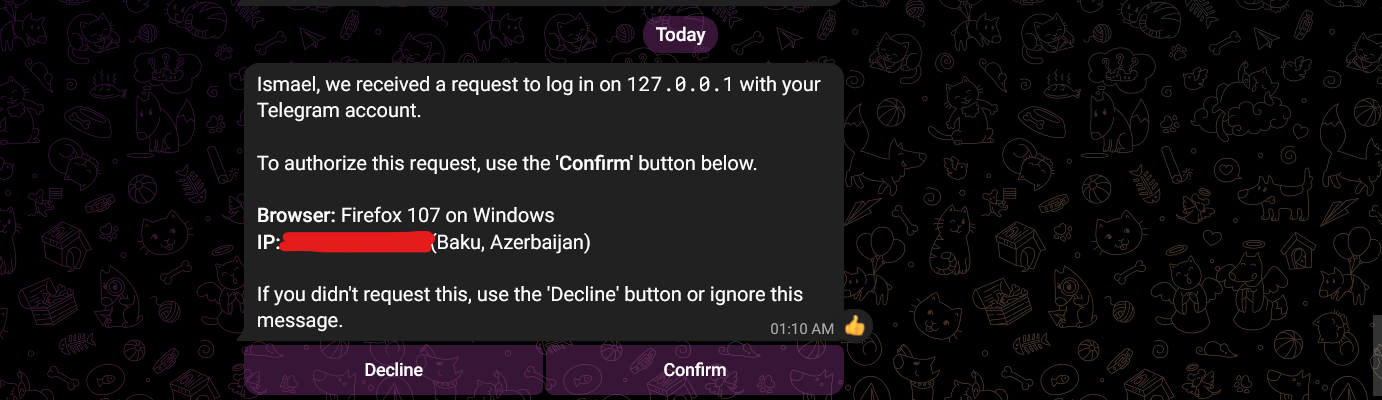 Today
Ismael, we received a request to log in on 127.0.0.1 with your
Telegram account.
To authorize this request, use the 'Confirm' button below.
Browser: Firefox 107 on Windows
IP: (Baku, Azerbaijan)
If you didn't request this, use the 'Decline' button or ignore this
message.
01:10 AM
Decline
Confirm